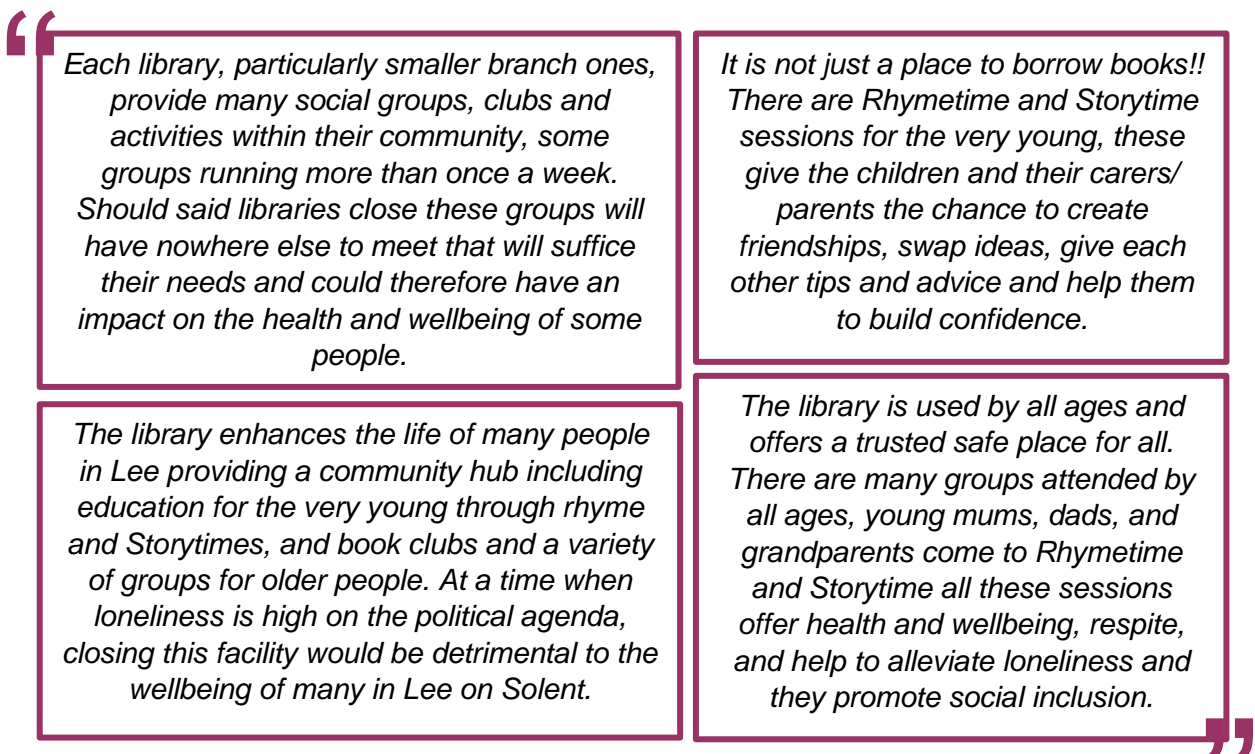 “
Each library, particularly smaller branch ones,
provide many social groups, clubs and
activities within their community, some
groups running more than once a week.
Should said libraries close these groups will
have nowhere else to meet that will suffice
their needs and could therefore have an
impact on the health and wellbeing of some
people.
It is not just a place to borrow books!!
There are Rhymetime and Storytime
sessions for the very young, these
give the children and their carers/
parents the chance to create
friendships, swap ideas, give each
other tips and advice and help them
to build confidence.
The library enhances the life of many people
in Lee providing a community hub including
education for the very young through rhyme
and Storytimes, and book clubs and a variety
of groups for older people. At a time when
loneliness is high on the political agenda,
closing this facility would be detrimental to the
wellbeing of many in Lee on Solent.
The library is used by all ages and
offers a trusted safe place for all.
There are many groups attended by
all ages, young mums, dads, and
grandparents come to Rhymetime
and Storytime all these sessions
offer health and wellbeing, respite,
and help to alleviate loneliness and
they promote social inclusion.
”